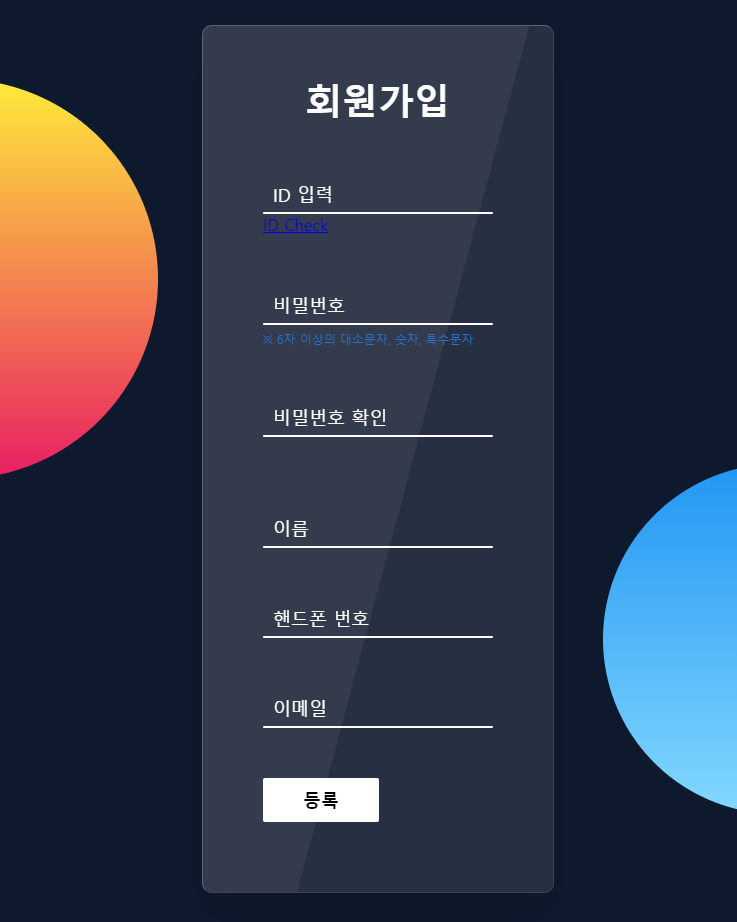 회원가입
ID 입력
ID Check
비밀번호
※ 6자 이상의 대소문자, 숫자, 특수문자
비밀번호 확인
이름
핸드폰 번호
이메일
등록